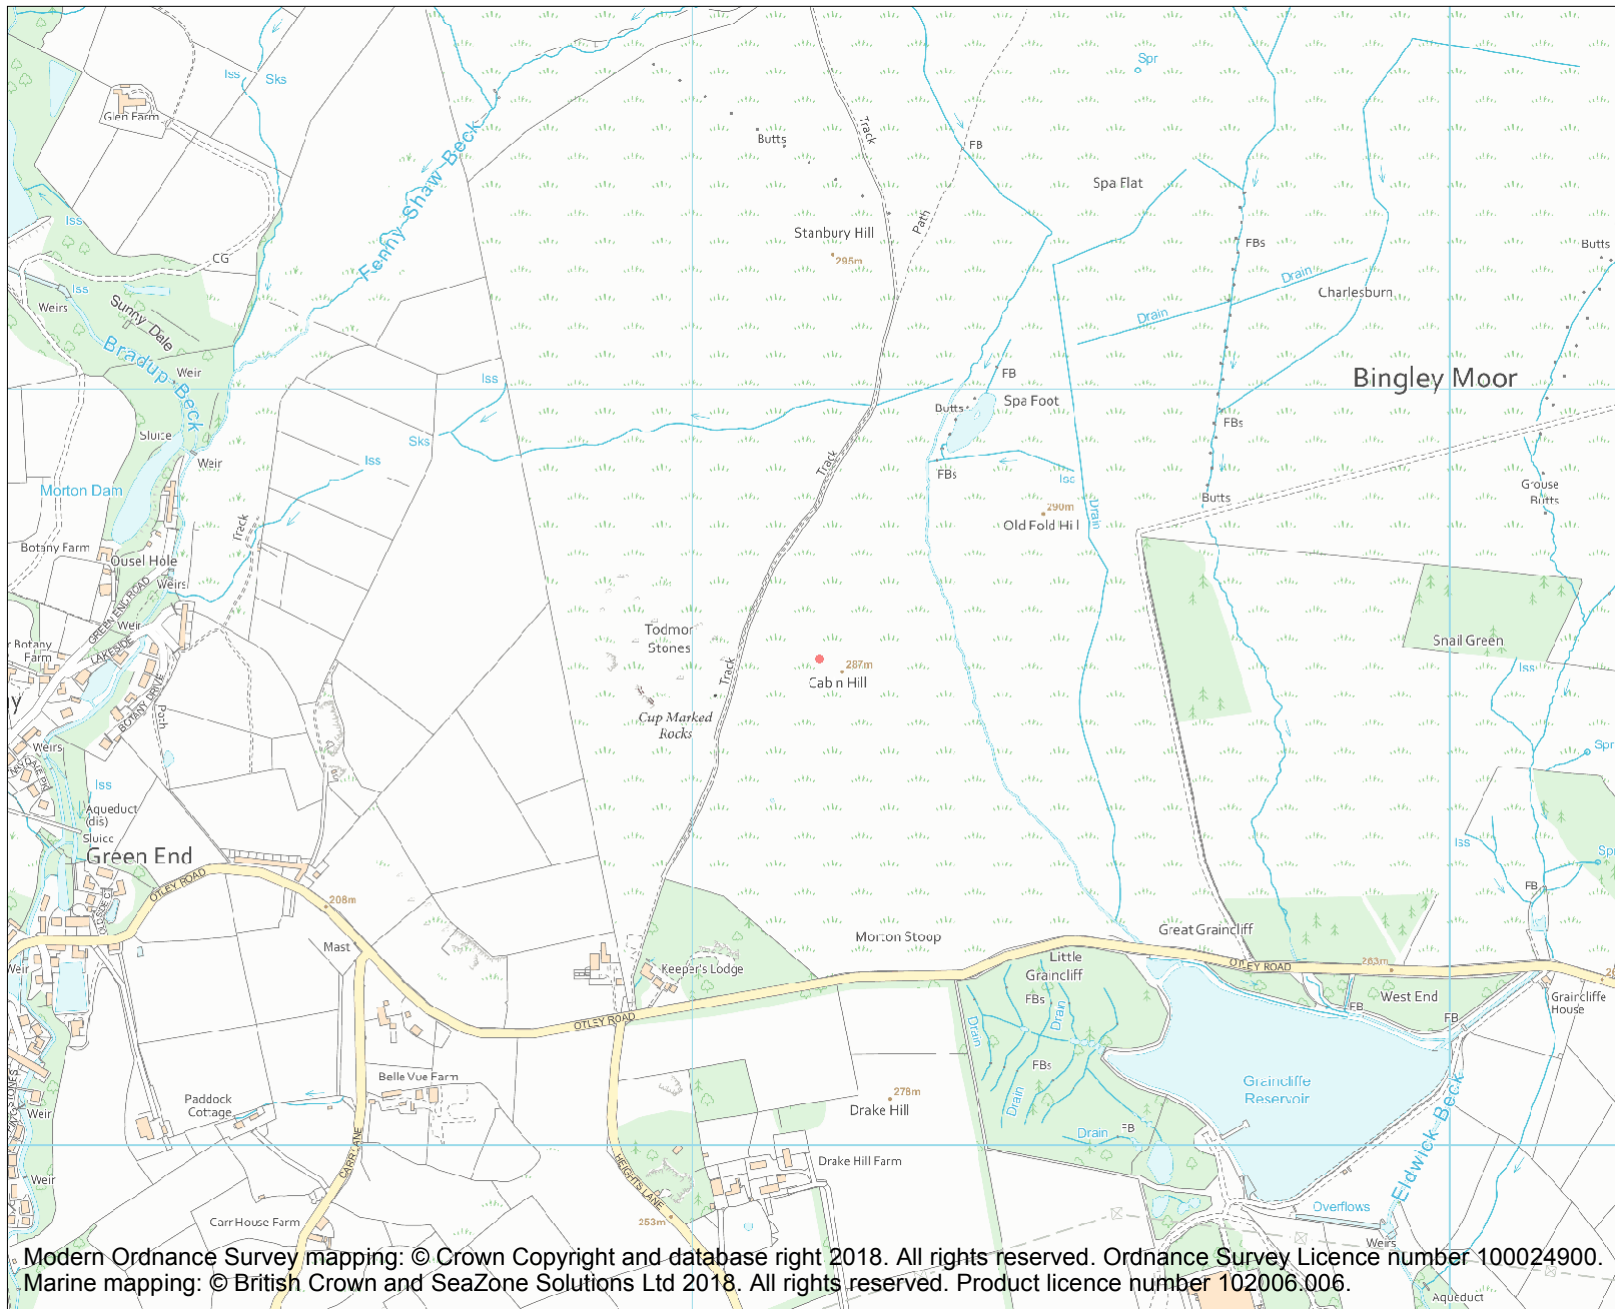 Iss
Sks
Glen Farm
Fenny Shaw Beck
Butts
Track
FB
Spr
Spa Flat
Path
Iss
Stanbury Hill
295m
FBs
Butts
CG
Iss
Weirs
Sunny Dale
Drain
Charlesburn
Drain
Bradup Beck
Weir
Iss
FB
Spa Foot
Butts
Bingley Moor
Sluice
Sks
Iss
Weir
Track
FBs
FBs
Iss
Morton Dam
Butts
Grouse
Butts
290m
Old Fold Hill
Drain
Track
Botany Farm
Ousel Hole
Weirs
GREEN END ROAD
Weir
LAKESIDE
Botany
Farm
Todmor
Stones
Snail Green
Iss
287m
Cabin Hill
Track
BOTANY DRIVE
Path
Cup Marked
Rocks
Weirs
Spr
Iss
Aqueduct
(dis)
Sluice
Green End
OTLEY ROAD
Iss
Spr
FB
208m
Mast
Keeper's Lodge
Morton Stoop
Great Graincliff
Little
Graincliff
OTLEY ROAD
263m
Weir
FBs
Drain
Drain
FB
West End
FB
Graincliffe
House
OTLEY ROAD
FBs
Belle Vue Farm
Paddock
Cottage
278m
Drake Hill
Drain
Graincliffe
Reservoir
Weir
Drain
FB
CARR LANE
HEIGHTS LANE
Drake Hill Farm
Eldwick Beck
Weir
Carr House Farm
253m
Overflows
Weirs
Aqueduct
Modern Ordnance Survey mapping: © Crown Copyright and database right 2018. All rights reserved. Ordnance Survey Licence number 100024900.
Marine mapping: © British Crown and SeaZone Solutions Ltd 2018. All rights reserved. Product licence number 102006.006.